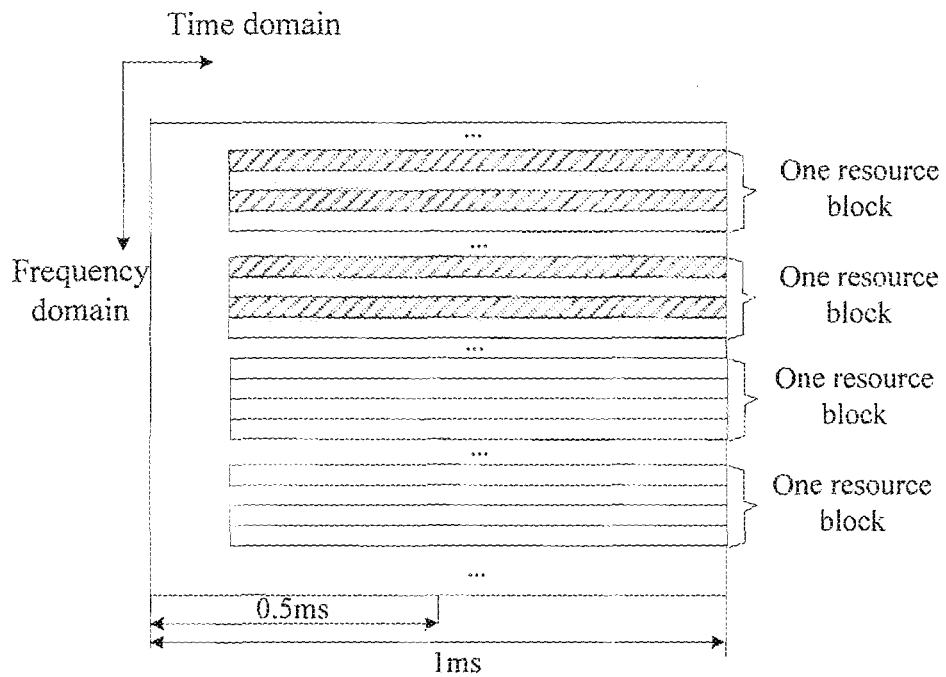 Time domain
...
One resource
block
...
Frequency
domain
One resource
block
...
One resource
block
...
One resource
block
...
0.5ms
1ms